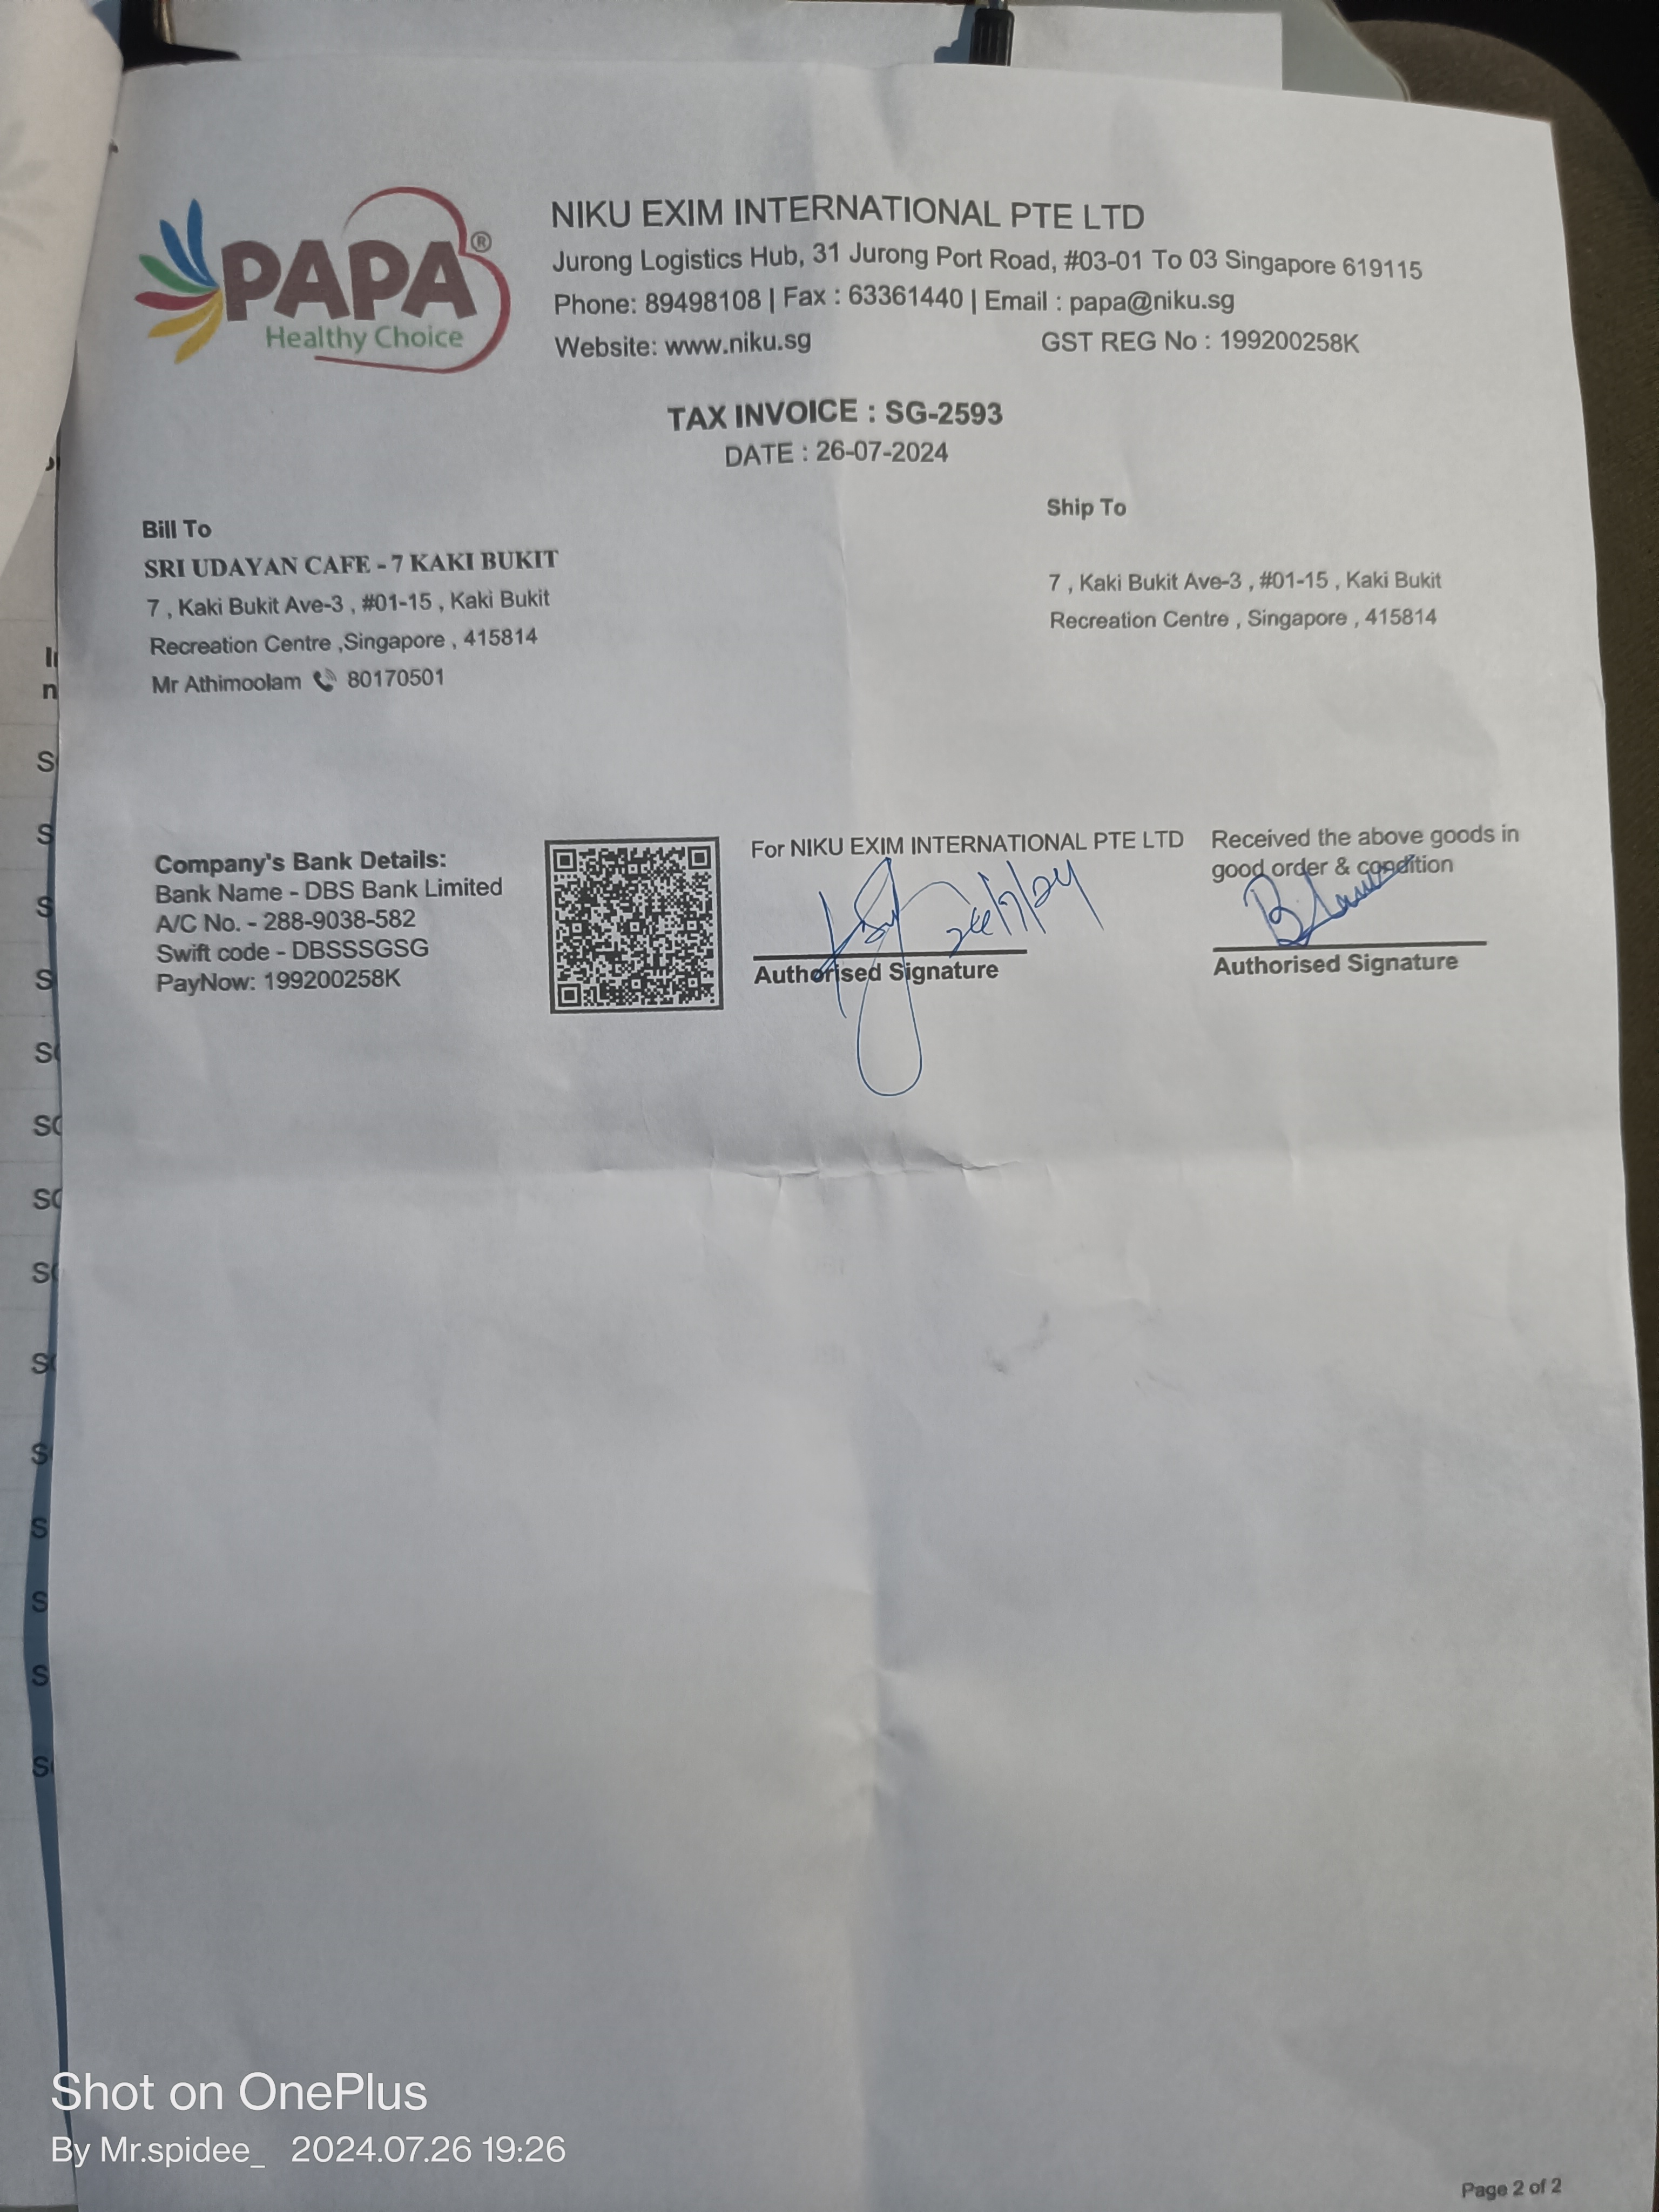 PAPA®
Healthy Choice
NIKU EXIM INTERNATIONAL PTE LTD
Jurong Logistics Hub, 31 Jurong Port Road, #03-01 To 03 Singapore 619115
Phone: 89498108 | Fax : 63361440 | Email : papa@niku.sg
Website: www.niku.sg GST REG No : 199200258K
TAX INVOICE : SG-2593
DATE : 26-07-2024
Bill To
SRI UDAYAN CAFE - 7 KAKI BUKIT
7 , Kaki Bukit Ave-3 , #01-15 , Kaki Bukit
Recreation Centre ,Singapore , 415814
Mr Athimoolam 80170501
Ship To
7 , Kaki Bukit Ave-3 , #01-15 , Kaki Bukit
Recreation Centre , Singapore , 415814
Company's Bank Details:
Bank Name - DBS Bank Limited
A/C No. - 288-9038-582
Swift code - DBSSSGSG
PayNow: 199200258K
For NIKU EXIM INTERNATIONAL PTE LTD
26/7/24
Authorised Signature
Received the above goods in
good order & condition
Authorised Signature
Shot on OnePlus
By Mr.spidee_ 2024.07.26 19:26
Page 2 of 2